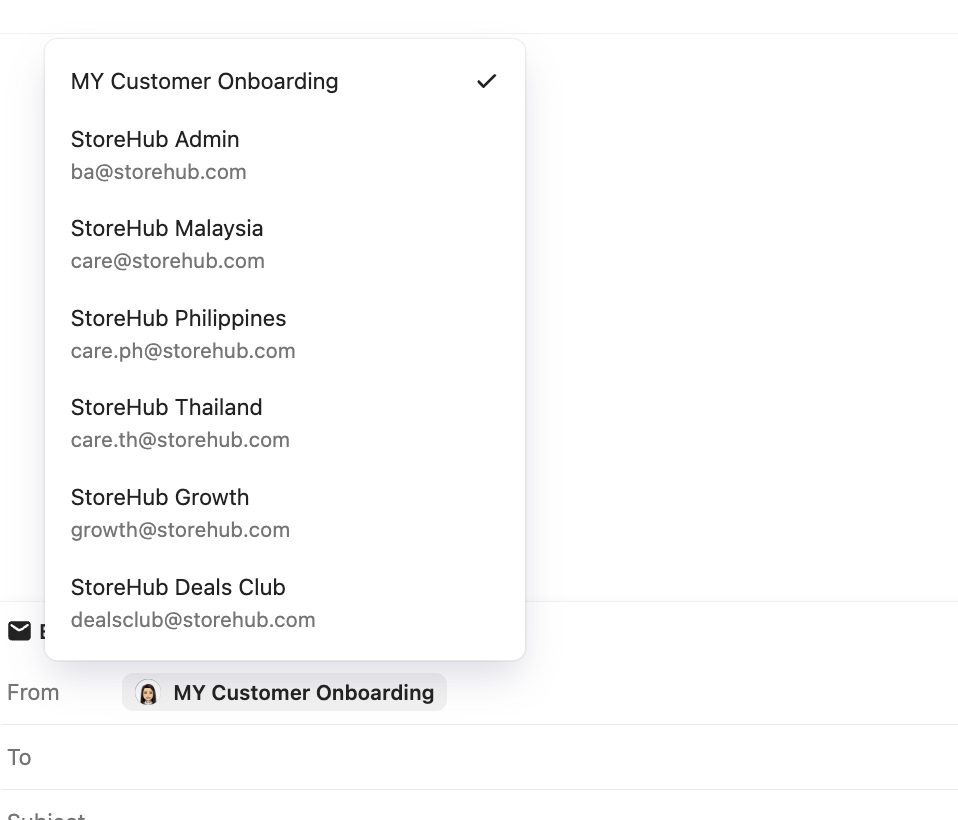 MY Customer Onboarding
StoreHub Admin
ba@storehub.com
StoreHub Malaysia
care@storehub.com
StoreHub Philippines
care.ph@storehub.com
StoreHub Thailand
care.th@storehub.com
StoreHub Growth
growth@storehub.com
StoreHub Deals Club
dealsclub@storehub.com
From
MY Customer Onboarding
To
Subject